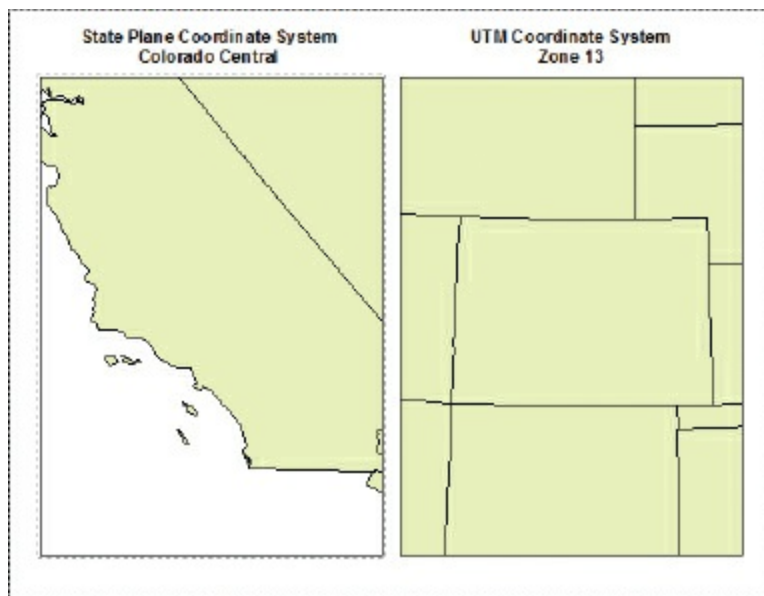 State Plane Coordinate System
Colorado Central
UTM Coordinate System
Zone 13